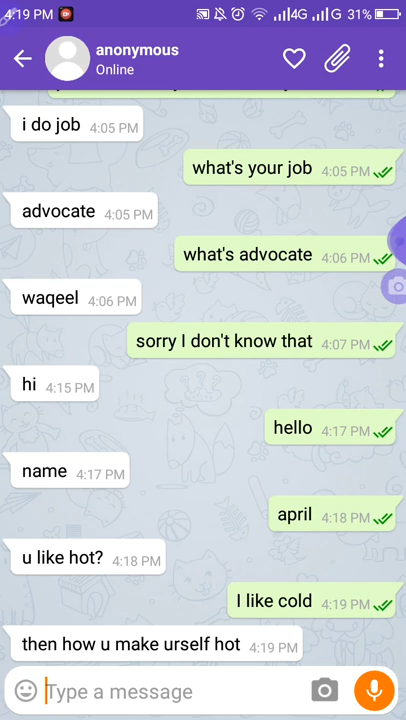 4:19 PM
4G
G
31%
anonymous
Online
i do job 4:05 PM
what's your job 4:05 PM
advocate 4:05 PM
what's advocate 4:06 PM
waqeel 4:06 PM
sorry I don't know that 4:07 PM
hi 4:15 PM
hello 4:17 PM
name 4:17 PM
april 4:18 PM
u like hot? 4:18 PM
I like cold 4:19 PM
then how u make urself hot 4:19 PM
Type a message